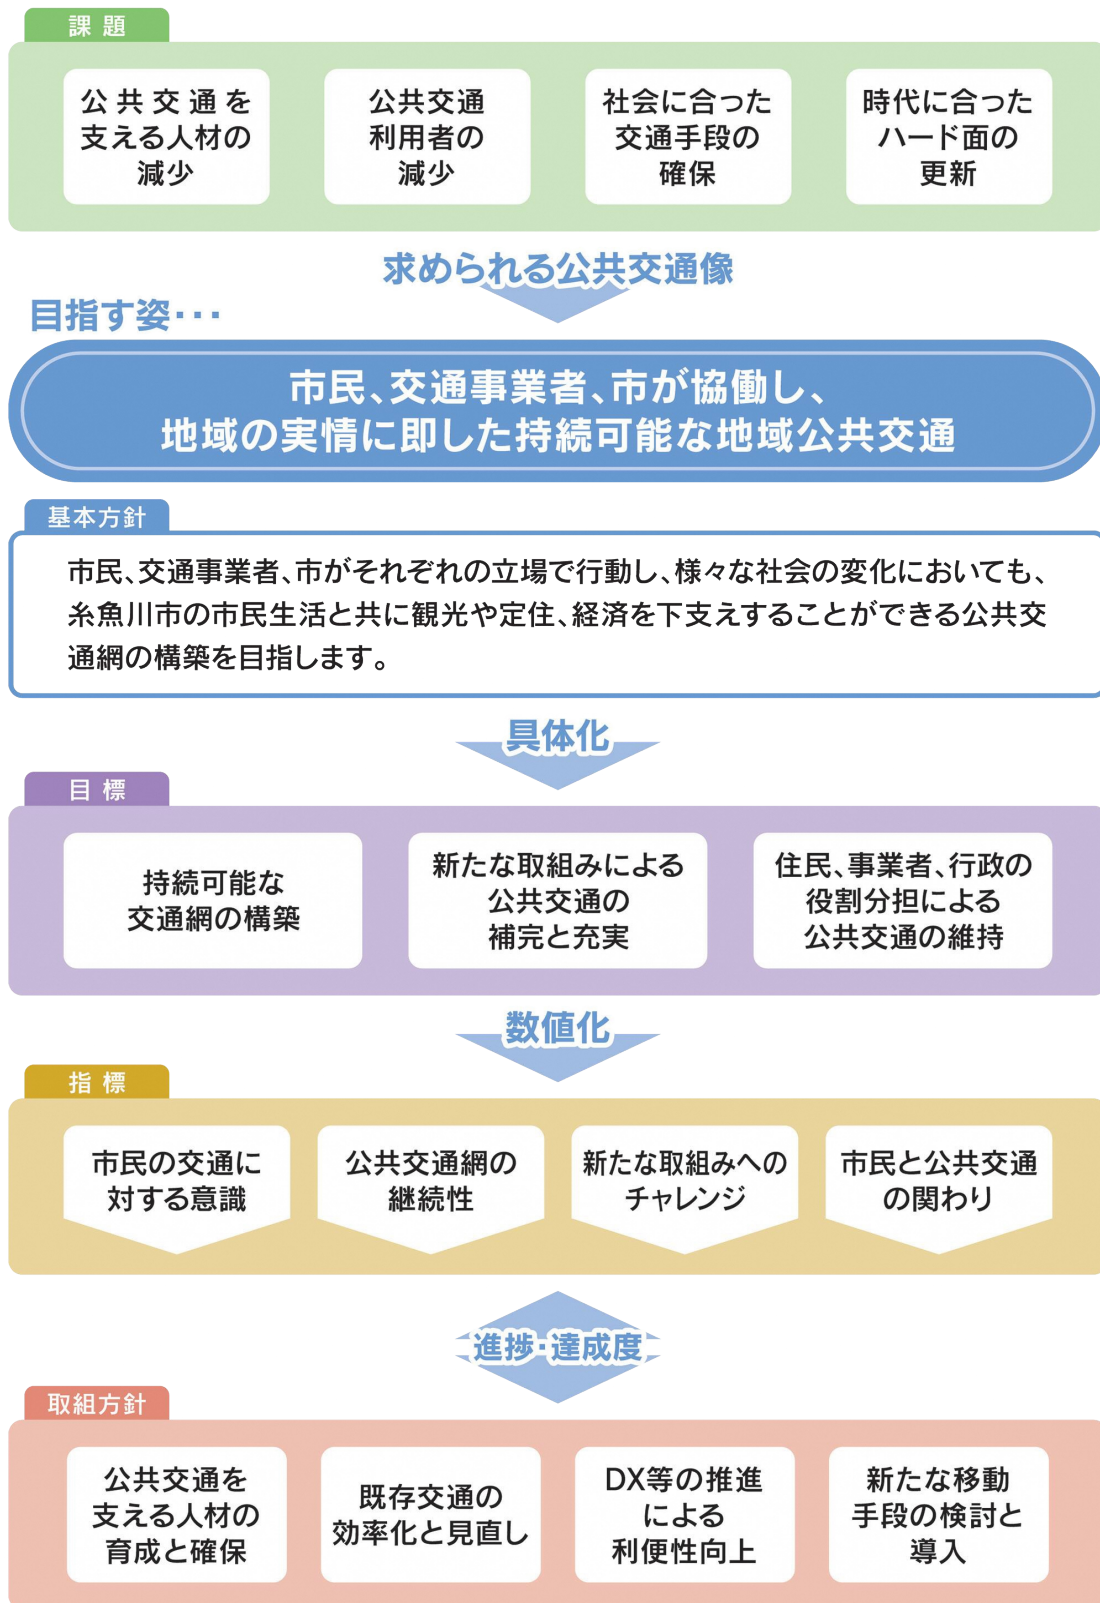 課題
公共交通を
支える人材の
減少
公共交通
利用者の
減少
社会に合った
交通手段の
確保
時代に合った
ハード面の
更新
求められる公共交通像
目指す姿･･･
市民、交通事業者、市が協働し、
地域の実情に即した持続可能な地域公共交通
基本方針
市民、交通事業者、市がそれぞれの立場で行動し、様々な社会の変化においても、
糸魚川市の市民生活と共に観光や定住、経済を下支えすることができる公共交
通網の構築を目指します。
具体化
目標
持続可能な
交通網の構築
新たな取組みによる
公共交通の
補完と充実
住民、事業者、行政の
役割分担による
公共交通の維持
数値化
指標
市民の交通に
対する意識
公共交通網の
継続性
新たな取組みへの
チャレンジ
市民と公共交通
の関わり
進捗･達成度
取組方針
公共交通を
支える人材の
育成と確保
既存交通の
効率化と見直し
DX等の推進
による
利便性向上
新たな移動
手段の検討と
導入